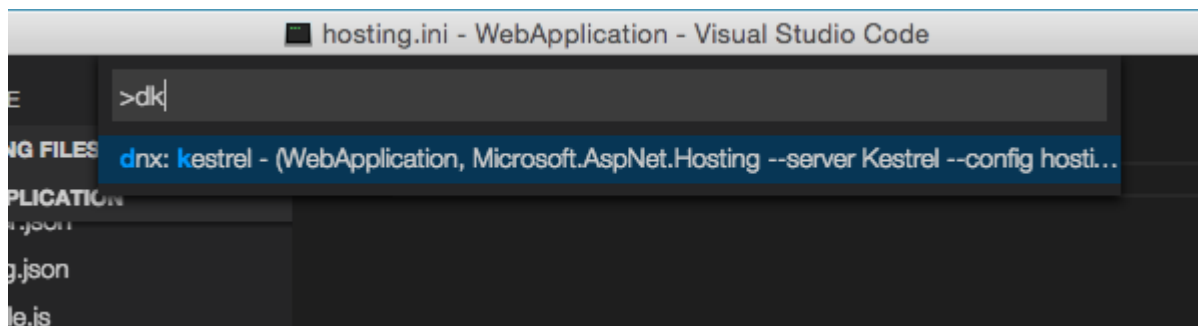 hosting.ini - WebApplication - Visual Studio Code
>dk
E
NG FILES
dnx: kestrel - (WebApplication, Microsoft.AspNet.Hosting --server Kestrel --config hosti...
PLICATION
r.json
g.json
le.js